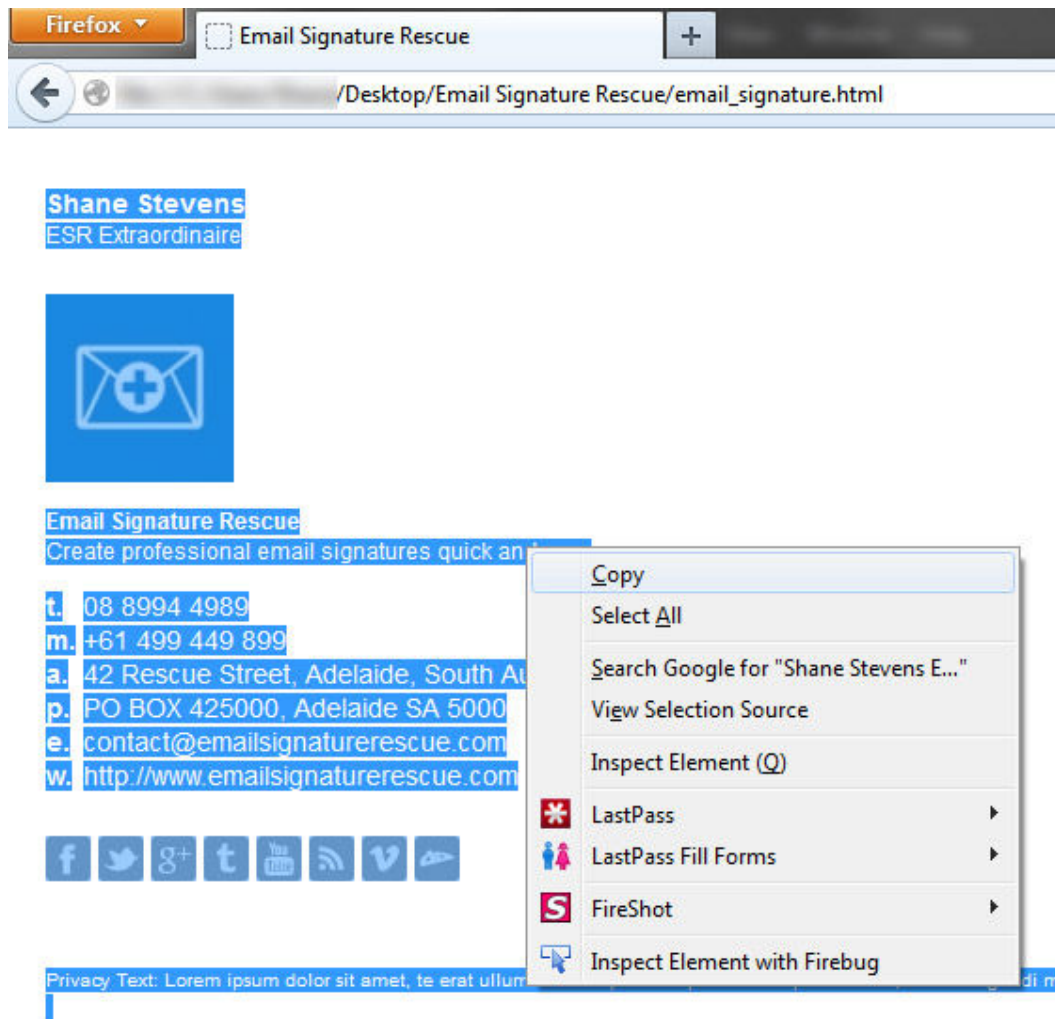 Firefox
Email Signature Rescue
/Desktop/Email Signature Rescue/email_signature.html
Shane Stevens
ESR Extraordinaire
Email Signature Rescue
Create professional email signatures quick an
t. 08 8994 4989
m. +61 499 449 899
a. 42 Rescue Street, Adelaide, South Au
p. PO BOX 425000, Adelaide SA 5000
e. contact@emailsignaturerescue.com
w. http://www.emailsignaturerescue.com
f g+ t You Tube v
Privacy Text: Lorem ipsum dolor sit amet, te erat ullum
Copy
Select All
Search Google for "Shane Stevens E..."
View Selection Source
Inspect Element (Q)
LastPass
LastPass Fill Forms
S FireShot
Inspect Element with Firebug